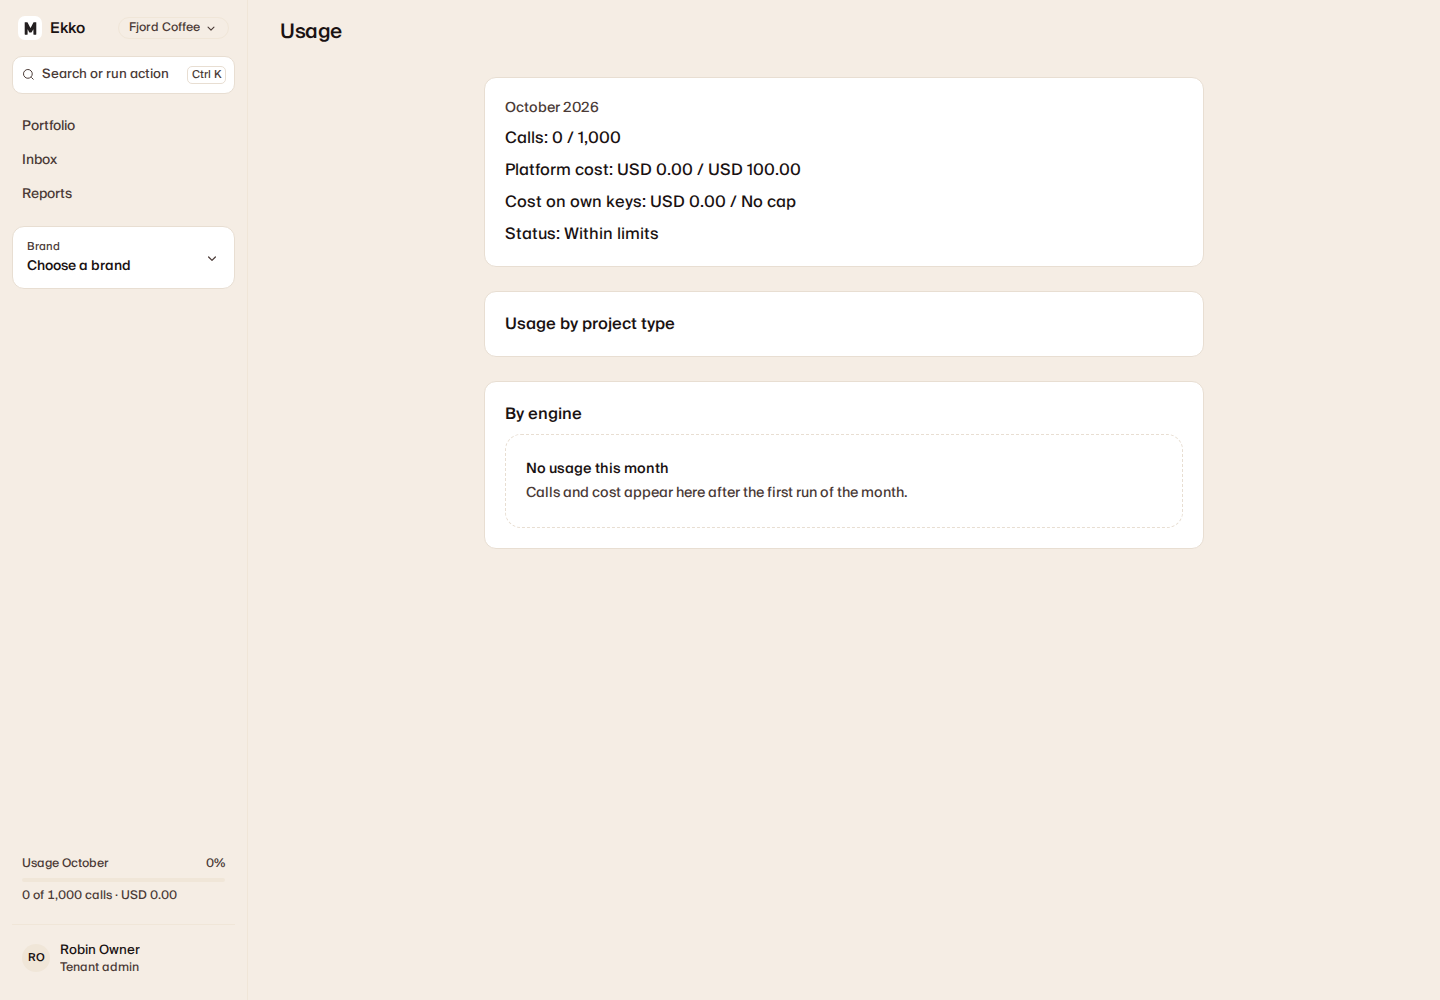 Ekko
Fjord Coffee
Search or run action
Ctrl K
Portfolio
Inbox
Reports
Brand
Choose a brand
Usage October
0%
0 of 1,000 calls · USD 0.00
RO
Robin Owner
Tenant admin
Usage
October 2026
Calls: 0 / 1,000
Platform cost: USD 0.00 / USD 100.00
Cost on own keys: USD 0.00 / No cap
Status: Within limits
Usage by project type
By engine
No usage this month
Calls and cost appear here after the first run of the month.